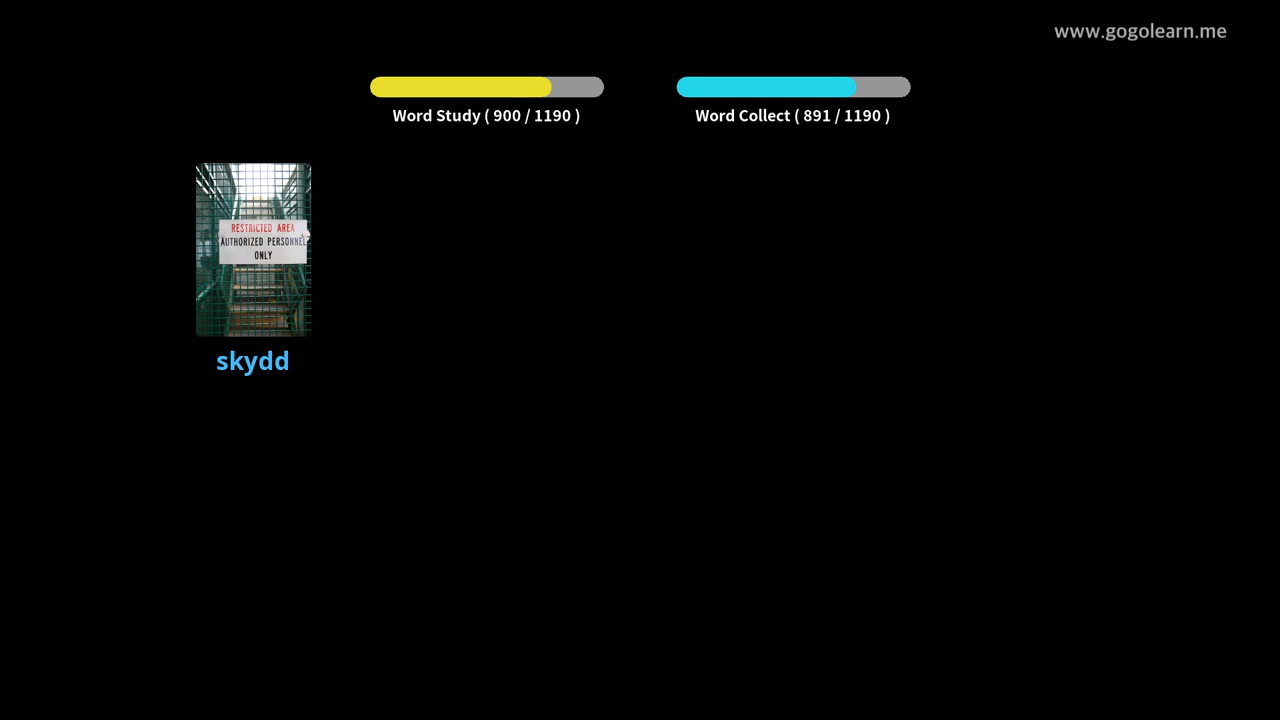 www.gogolearn.me
Word Study ( 900 / 1190 )
Word Collect ( 891 / 1190 )
RESTRICTED AREA
AUTHORIZED PERSONNEL
ONLY
skydd